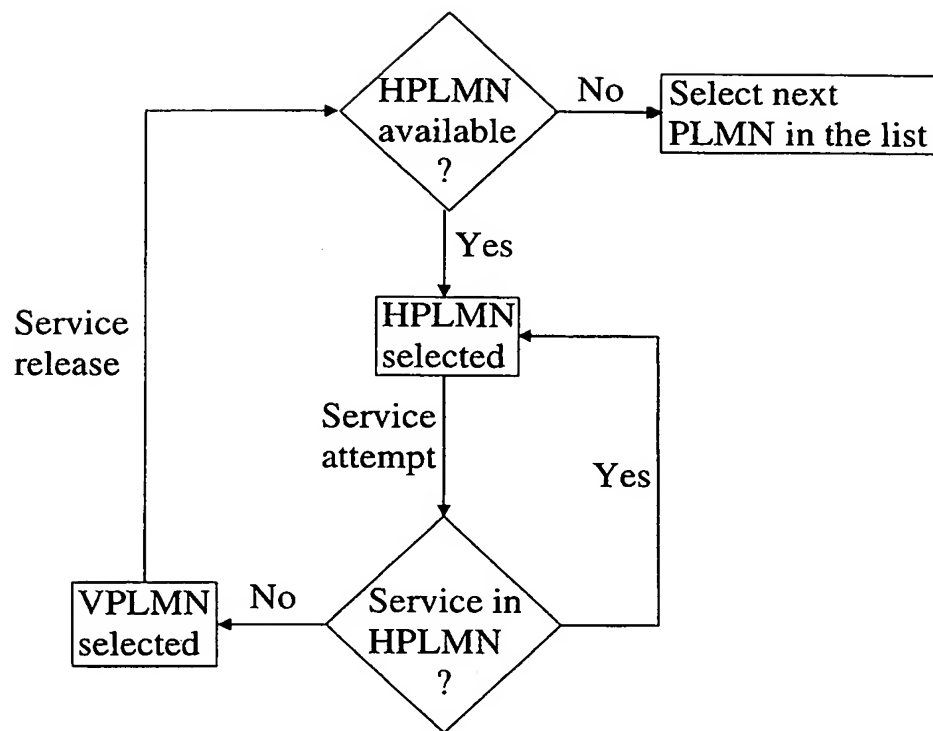 HPLMN
available
?
No
Select next
PLMN in the list
Yes
HPLMN
selected
Service
release
Service
attempt
Yes
VPLMN
selected
No
Service in
HPLMN
?